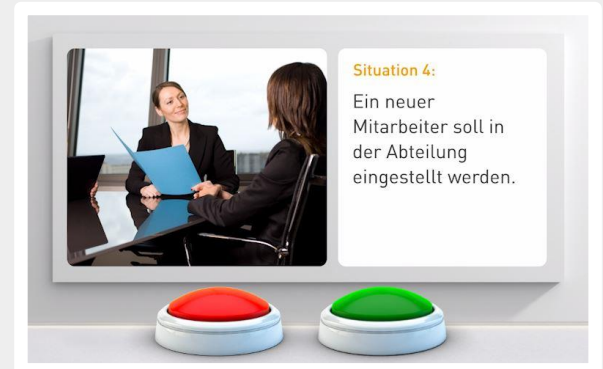 Situation 4:
Ein neuer
Mitarbeiter soll in
der Abteilung
eingestellt werden.